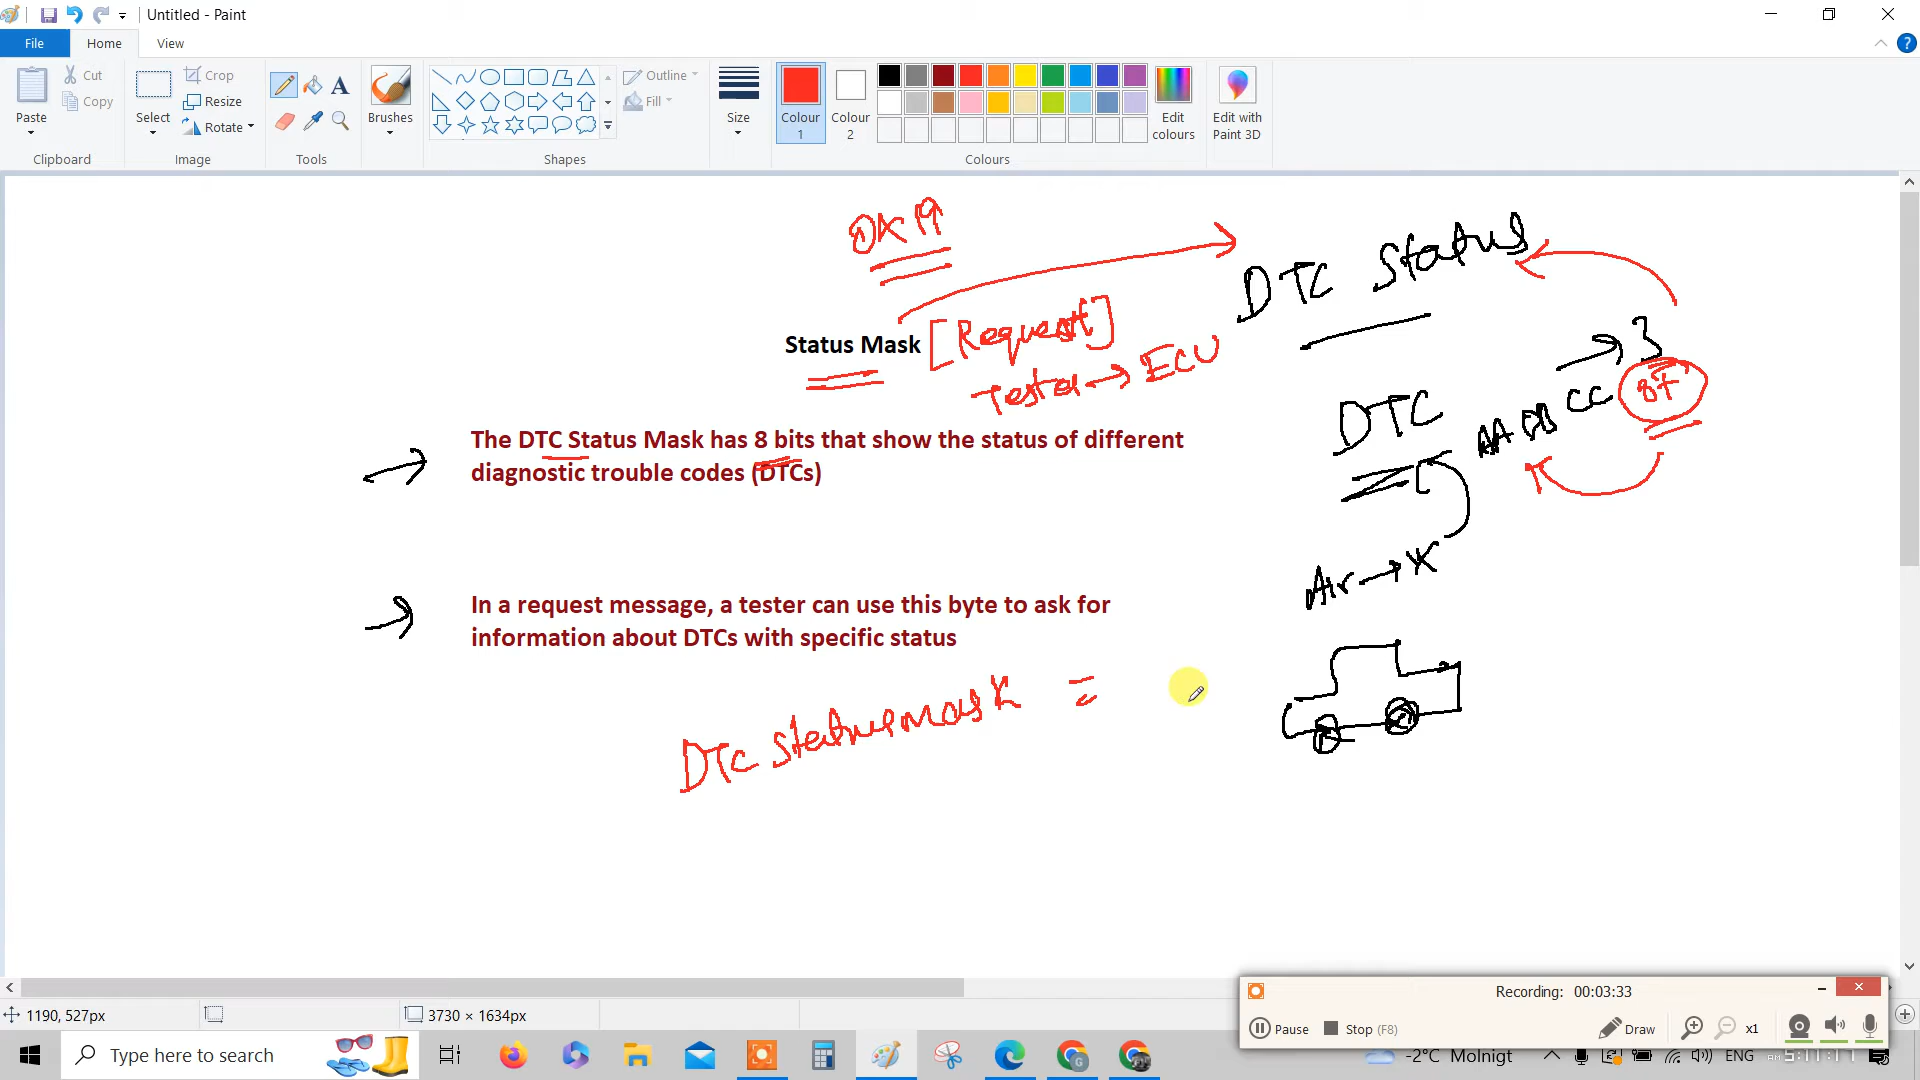 Untitled - Paint
File
Home
View
Paste
Cut
Copy
Clipboard
Select
Crop
Resize
Rotate
Image
Tools
Brushes
Shapes
Outline
Fill
Size
Colour 1
Colour 2
Edit colours
Edit with Paint 3D
Colours
0x19
DTC Status
Status Mask [Request]
Tester → ECU
3
DTC
CC
The DTC Status Mask has 8 bits that show the status of different
diagnostic trouble codes (DTCs)
Air → X
In a request message, a tester can use this byte to ask for
information about DTCs with specific status
DTC statusmask =
1190, 527px
3730 × 1634px
Recording: 00:03:33
Pause
Stop (F8)
Draw
x1
Type here to search
-2°C Molnigt
ENG